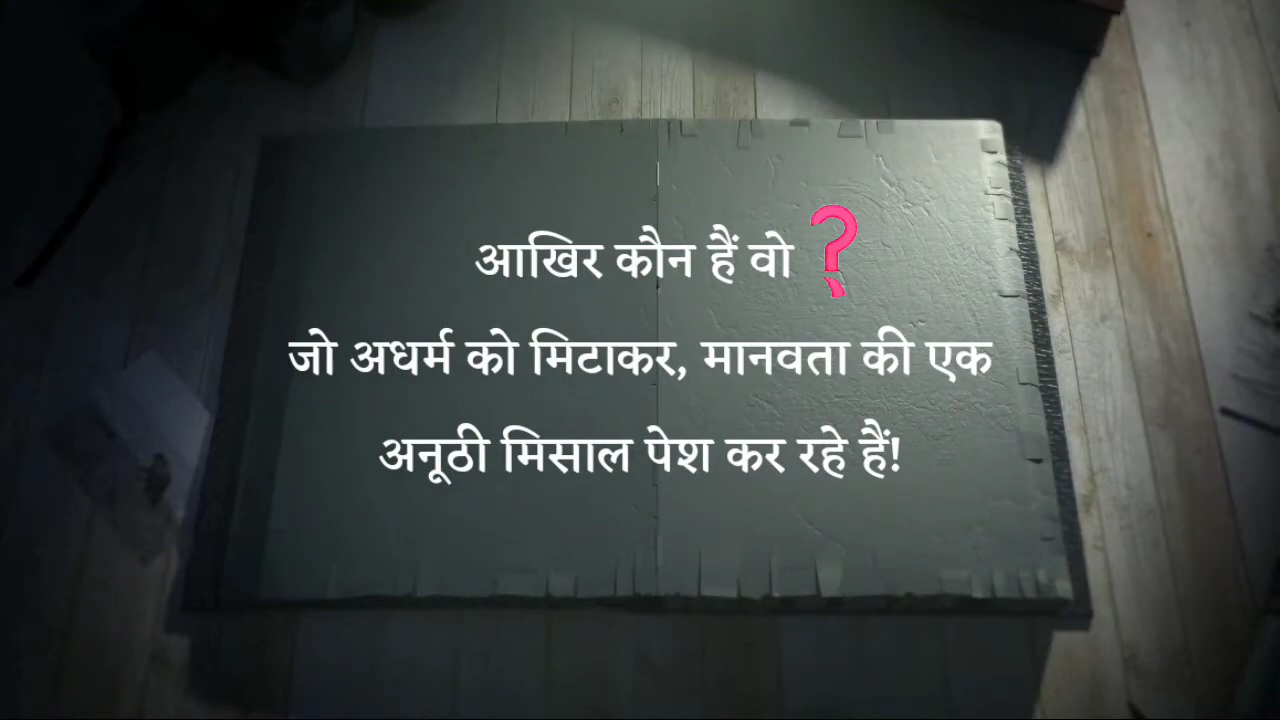 आखिर कौन हैं वो ❓
जो अधर्म को मिटाकर, मानवता की एक
अनूठी मिसाल पेश कर रहे हैं!